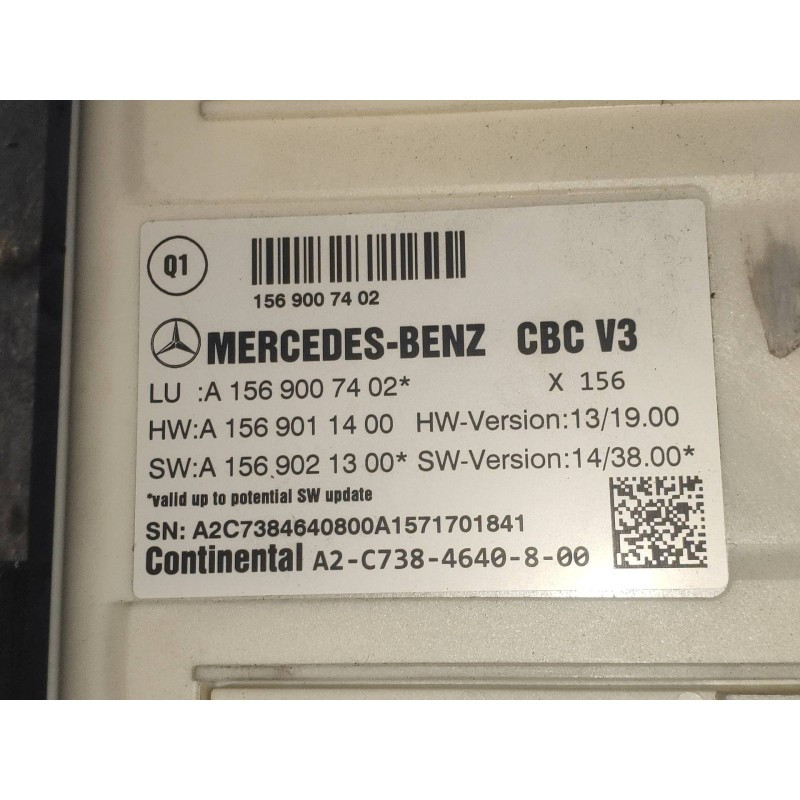 Q1
156 900 74 02
MERCEDES-BENZ CBC V3
LU :A 156 900 74 02* X 156
HW:A 156 901 14 00 HW-Version:13/19.00
SW:A 156 902 13 00* SW-Version:14/38.00*
*valid up to potential SW update
SN: A2C7384640800A1571701841
Continental A2-C738-4640-8-00